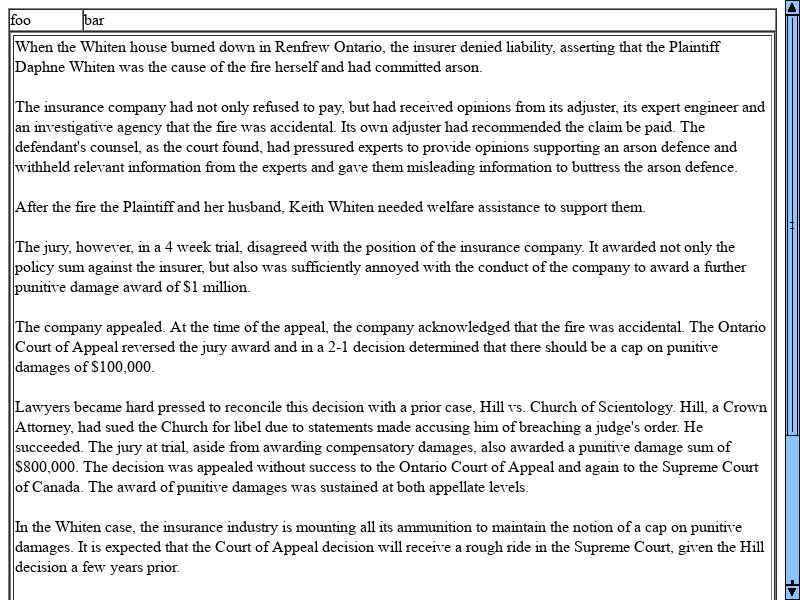 foo bar
When the Whiten house burned down in Renfrew Ontario, the insurer denied liability, asserting that the Plaintiff
Daphne Whiten was the cause of the fire herself and had committed arson.
The insurance company had not only refused to pay, but had received opinions from its adjuster, its expert engineer and
an investigative agency that the fire was accidental. Its own adjuster had recommended the claim be paid. The
defendant's counsel, as the court found, had pressured experts to provide opinions supporting an arson defence and
withheld relevant information from the experts and gave them misleading information to buttress the arson defence.
After the fire the Plaintiff and her husband, Keith Whiten needed welfare assistance to support them.
The jury, however, in a 4 week trial, disagreed with the position of the insurance company. It awarded not only the
policy sum against the insurer, but also was sufficiently annoyed with the conduct of the company to award a further
punitive damage award of $1 million.
The company appealed. At the time of the appeal, the company acknowledged that the fire was accidental. The Ontario
Court of Appeal reversed the jury award and in a 2-1 decision determined that there should be a cap on punitive
damages of $100,000.
Lawyers became hard pressed to reconcile this decision with a prior case, Hill vs. Church of Scientology. Hill, a Crown
Attorney, had sued the Church for libel due to statements made accusing him of breaching a judge's order. He
succeeded. The jury at trial, aside from awarding compensatory damages, also awarded a punitive damage sum of
$800,000. The decision was appealed without success to the Ontario Court of Appeal and again to the Supreme Court
of Canada. The award of punitive damages was sustained at both appellate levels.
In the Whiten case, the insurance industry is mounting all its ammunition to maintain the notion of a cap on punitive
damages. It is expected that the Court of Appeal decision will receive a rough ride in the Supreme Court, given the Hill
decision a few years prior.